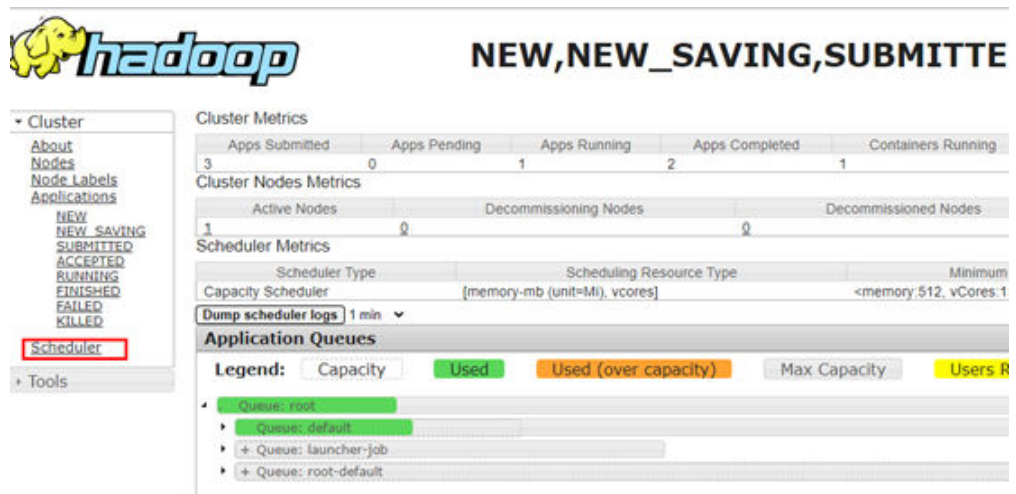 hadoop
NEW,NEW_SAVING,SUBMITTE
Cluster
About
Nodes
Node Labels
Applications
NEW
NEW_SAVING
SUBMITTED
ACCEPTED
RUNNING
FINISHED
FAILED
KILLED
Scheduler
Tools
Cluster Metrics
Apps Submitted Apps Pending Apps Running Apps Completed Containers Running
3 0 1 2 1
Cluster Nodes Metrics
Active Nodes Decommissioning Nodes Decommissioned Nodes
1 0 0
Scheduler Metrics
Scheduler Type Scheduling Resource Type Minimum
Capacity Scheduler [memory-mb (unit=Mi), vcores] <memory:512, vCores:1
Dump scheduler logs 1 min
Application Queues
Legend: Capacity Used Used (over capacity) Max Capacity Users R
Queue: root
Queue: default
+ Queue: launcher-job
+ Queue: root-default